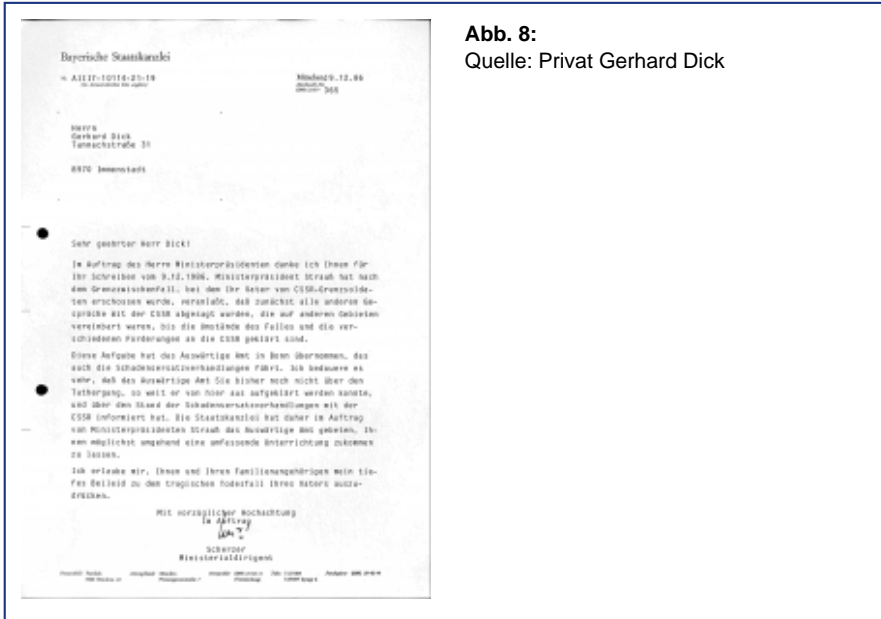 Abb. 8:
Quelle: Privat Gerhard Dick
Bayerische Staatskanzlei
München 19.12.86
365
Herrn
Gerhard Dick
Tannachstraße 31
8970 Immenstadt
Sehr geehrter Herr Dick!
Im Auftrag des Herrn Ministerpräsidenten danke ich Ihnen für
Ihr Schreiben vom 9.12.1986. Ministerpräsident Strauß hat nach
dem Grenzzwischenfall, bei dem Ihr Vater von CSSR-Grenzsolda-
ten erschossen wurde, veranlaßt, daß zunächst alle anderen Ge-
spräche mit der CSSR abgesagt wurden, die auf anderen Gebieten
vereinbart waren, bis die Umstände des Falles und die ver-
schiedenen Forderungen an die CSSR geklärt sind.
Diese Aufgabe hat das Auswärtige Amt in Bonn übernommen, das
auch die Schadensersatzverhandlungen führt. Ich bedauere es
sehr, daß das Auswärtige Amt Sie bisher noch nicht über den
Tathergang, so weit er von hier aus aufgeklärt werden konnte,
und über den Stand der Schadensersatzverhandlungen mit der
CSSR informiert hat. Die Staatskanzlei hat daher im Auftrag
von Ministerpräsidenten Strauß das Auswärtige Amt gebeten, Ih-
nen möglichst umgehend eine umfassende Unterrichtung zukommen
zu lassen.
Ich erlaube mir, Ihnen und Ihren Familienangehörigen mein tie-
fes Beileid zu dem tragischen Todesfall Ihres Vaters auszu-
drücken.
Mit vorzüglicher Hochachtung
Im Auftrag
Scherzer
Ministerialdirigent